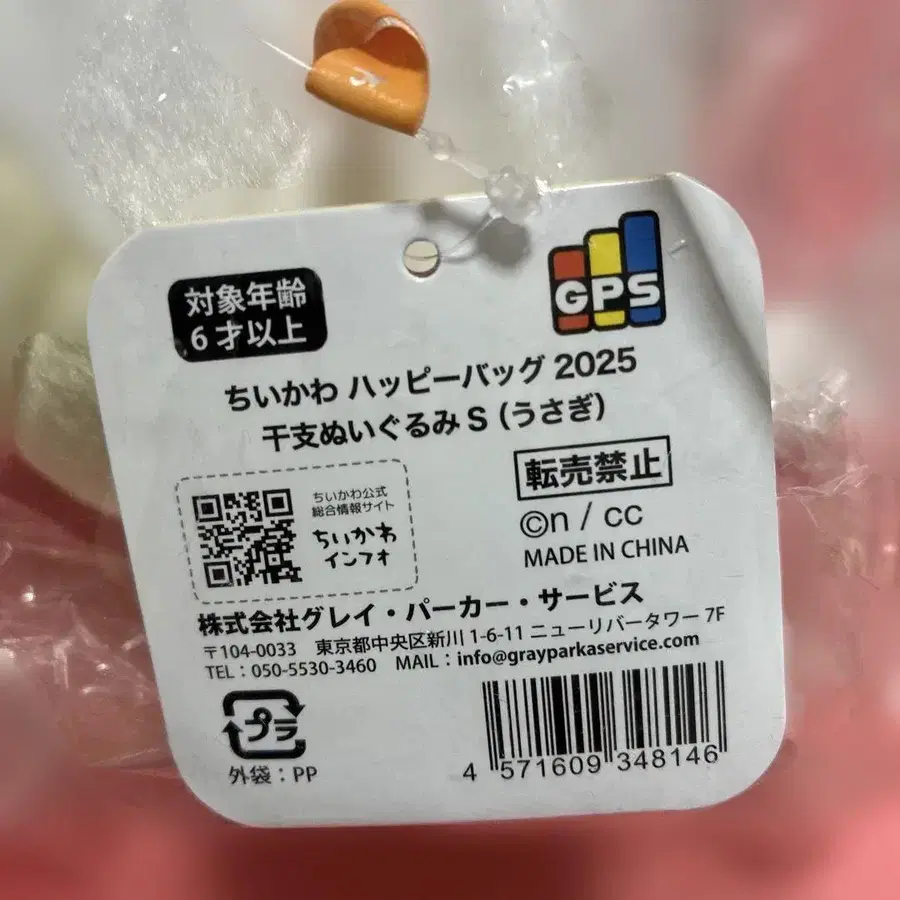 対象年齢
6才以上
GPS
ちいかわ ハッピーバッグ 2025
干支ぬいぐるみ S (うさぎ)
転売禁止
ちいかわ公式
総合情報サイト
ちいかわ
インフォ
©n / cc
MADE IN CHINA
株式会社グレイ・パーカー・サービス
〒104-0033 東京都中央区新川 1-6-11 ニューリバータワー 7F
TEL：050-5530-3460 MAIL：info@grayparkaservice.com
プラ
外袋：PP
4 571609 348146